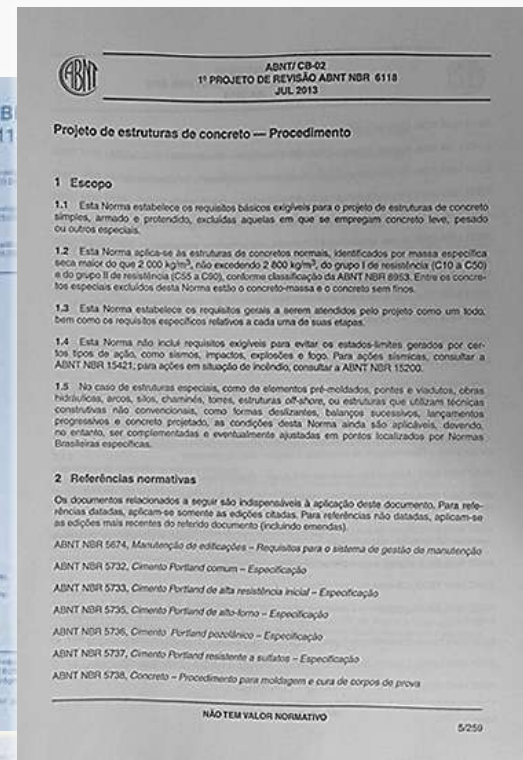 ABNT
ABNT/ CB-02
1º PROJETO DE REVISÃO ABNT NBR 6118
JUL 2013
Projeto de estruturas de concreto — Procedimento
1 Escopo
1.1 Esta Norma estabelece os requisitos básicos exigíveis para o projeto de estruturas de concreto
simples, armado e protendido, excluídas aquelas em que se empregam concreto leve, pesado
ou outros especiais.
1.2 Esta Norma aplica-se às estruturas de concretos normais, identificados por massa específica
seca maior do que 2 000 kg/m³, não excedendo 2 800 kg/m³, do grupo I de resistência (C10 a C50)
e do grupo II de resistência (C55 a C90), conforme classificação da ABNT NBR 8953. Entre os concre-
tos especiais excluídos desta Norma estão o concreto-massa e o concreto sem finos.
1.3 Esta Norma estabelece os requisitos gerais a serem atendidos pelo projeto como um todo,
bem como os requisitos específicos relativos a cada uma de suas etapas.
1.4 Esta Norma não inclui requisitos exigíveis para evitar os estados-limites gerados por cer-
tos tipos de ação, como sismos, impactos, explosões e fogo. Para ações sísmicas, consultar a
ABNT NBR 15421; para ações em situação de incêndio, consultar a ABNT NBR 15200.
1.5 No caso de estruturas especiais, como de elementos pré-moldados, pontes e viadutos, obras
hidráulicas, arcos, silos, chaminés, torres, estruturas off-shore, ou estruturas que utilizam técnicas
construtivas não convencionais, como formas deslizantes, balanços sucessivos, lançamentos
progressivos e concreto projetado, as condições desta Norma ainda são aplicáveis, devendo,
no entanto, ser complementadas e eventualmente ajustadas em pontos localizados por Normas
Brasileiras específicas.
2 Referências normativas
Os documentos relacionados a seguir são indispensáveis à aplicação deste documento. Para refe-
rências datadas, aplicam-se somente as edições citadas. Para referências não datadas, aplicam-se
as edições mais recentes do referido documento (incluindo emendas).
ABNT NBR 5674, Manutenção de edificações – Requisitos para o sistema de gestão de manutenção
ABNT NBR 5732, Cimento Portland comum – Especificação
ABNT NBR 5733, Cimento Portland de alta resistência inicial – Especificação
ABNT NBR 5735, Cimento Portland de alto-forno – Especificação
ABNT NBR 5736, Cimento Portland pozolânico – Especificação
ABNT NBR 5737, Cimento Portland resistente a sulfatos – Especificação
ABNT NBR 5738, Concreto – Procedimento para moldagem e cura de corpos de prova
NÃO TEM VALOR NORMATIVO
5/259